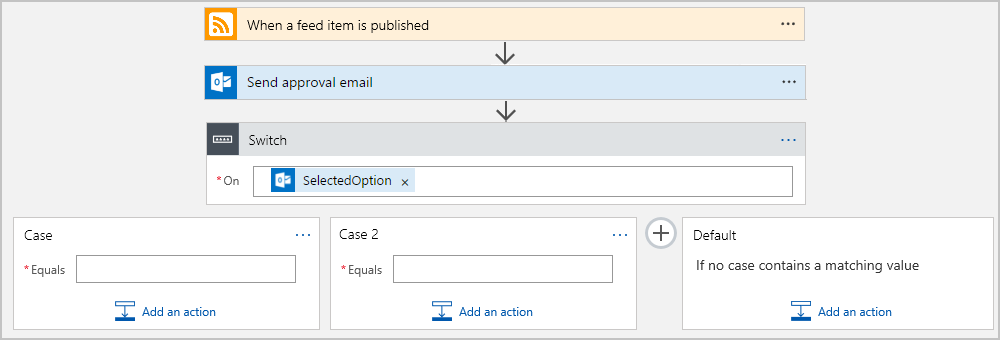 When a feed item is published ...
Send approval email ...
Switch ...
* On SelectedOption ×
Case ... Case 2 ... Default
* Equals * Equals If no case contains a matching value
Add an action Add an action Add an action